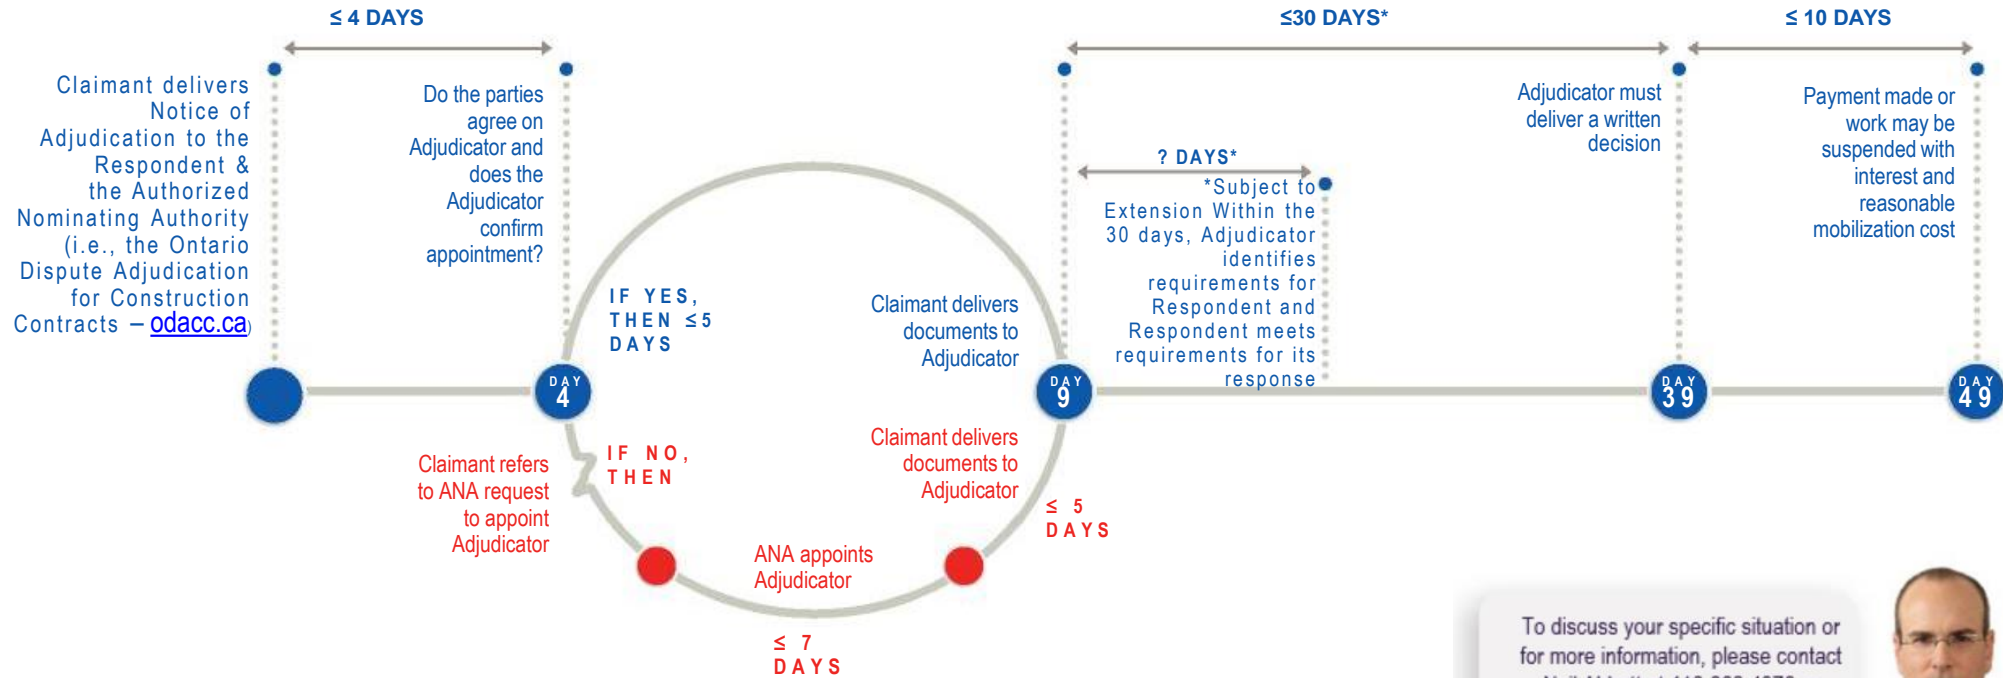 ≤ 4 DAYS
≤30 DAYS*
≤ 10 DAYS
Claimant delivers
Notice of
Adjudication to the
Respondent &
the Authorized
Nominating Authority
(i.e., the Ontario
Dispute Adjudication
for Construction
Contracts – odacc.ca)
Do the parties
agree on
Adjudicator and
does the
Adjudicator
confirm
appointment?
IF YES,
THEN ≤5
DAYS
Claimant delivers
documents to
Adjudicator
? DAYS*
*Subject to
Extension Within the
30 days, Adjudicator
identifies
requirements for
Respondent and
Respondent meets
requirements for its
response
Adjudicator must
deliver a written
decision
Payment made or
work may be
suspended with
interest and
reasonable
mobilization cost
DAY
4
DAY
9
DAY
39
DAY
49
Claimant refers
to ANA request
to appoint
Adjudicator
IF NO,
THEN
Claimant delivers
documents to
Adjudicator
≤ 5
DAYS
ANA appoints
Adjudicator
≤ 7
DAYS
To discuss your specific situation or
for more information, please contact